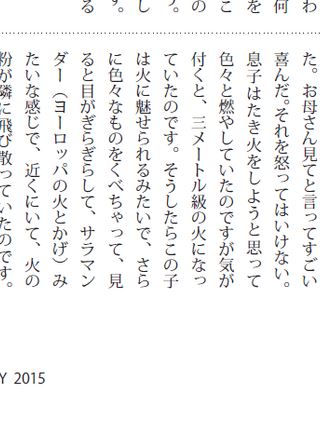 わ
何
を
こ
の
つ。
し
す。
る
た。お母さん見てと言ってすごい
喜んだ。それを怒ってはいけない。
息子はたき火をしようと思って
色々と燃やしていたのですが気が
付くと、三メートル級の火になっ
ていたのです。そうしたらこの子
は火に魅せられるみたいで、さら
に色々なものをくべちゃって、見
ると目がぎらぎらして、サラマン
ダー（ヨーロッパの火とかげ）み
たいな感じで、近くにいて、火の
粉が隣に飛び散っていたのです。
Y 2015